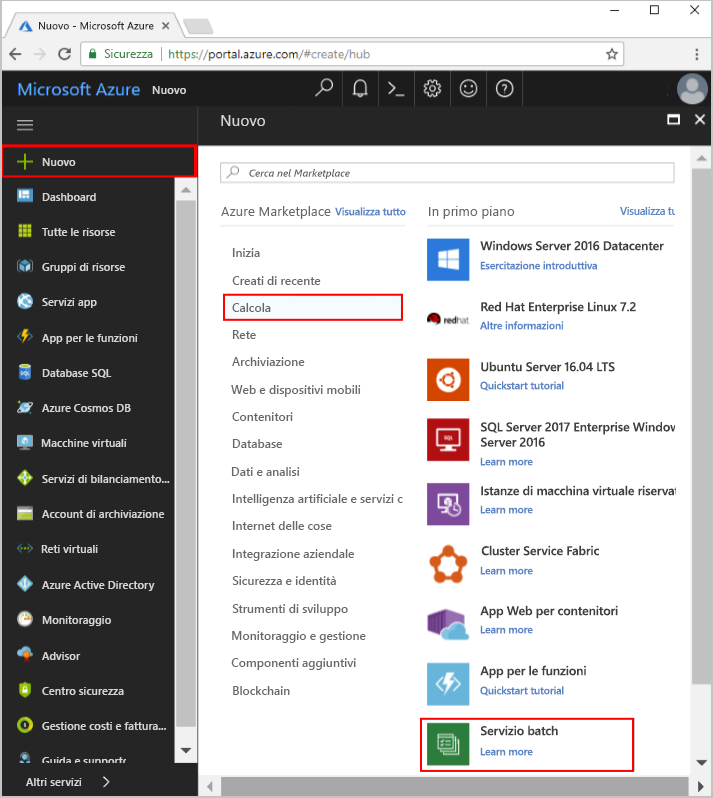 Nuovo - Microsoft Azure
Sicurezza
https://portal.azure.com/#create/hub
Microsoft Azure Nuovo
Nuovo
Nuovo
Dashboard
Tutte le risorse
Gruppi di risorse
Servizi app
App per le funzioni
Database SQL
Azure Cosmos DB
Macchine virtuali
Servizi di bilanciamento...
Account di archiviazione
Reti virtuali
Azure Active Directory
Monitoraggio
Advisor
Centro sicurezza
Gestione costi e fattura...
Guida e supporto
Altri servizi
Cerca nel Marketplace
Azure Marketplace Visualizza tutto
Inizia
Creati di recente
Calcola
Rete
Archiviazione
Web e dispositivi mobili
Contenitori
Database
Dati e analisi
Intelligenza artificiale e servizi c
Internet delle cose
Integrazione aziendale
Sicurezza e identità
Strumenti di sviluppo
Monitoraggio e gestione
Componenti aggiuntivi
Blockchain
In primo piano Visualizza tu
Windows Server 2016 Datacenter
Esercitazione introduttiva
redhat
Red Hat Enterprise Linux 7.2
Altre informazioni
Ubuntu Server 16.04 LTS
Quickstart tutorial
SQL
SQL Server 2017 Enterprise Window
Server 2016
Learn more
Istanze di macchina virtuale riservat
Learn more
Cluster Service Fabric
Learn more
App Web per contenitori
Learn more
App per le funzioni
Quickstart tutorial
Servizio batch
Learn more